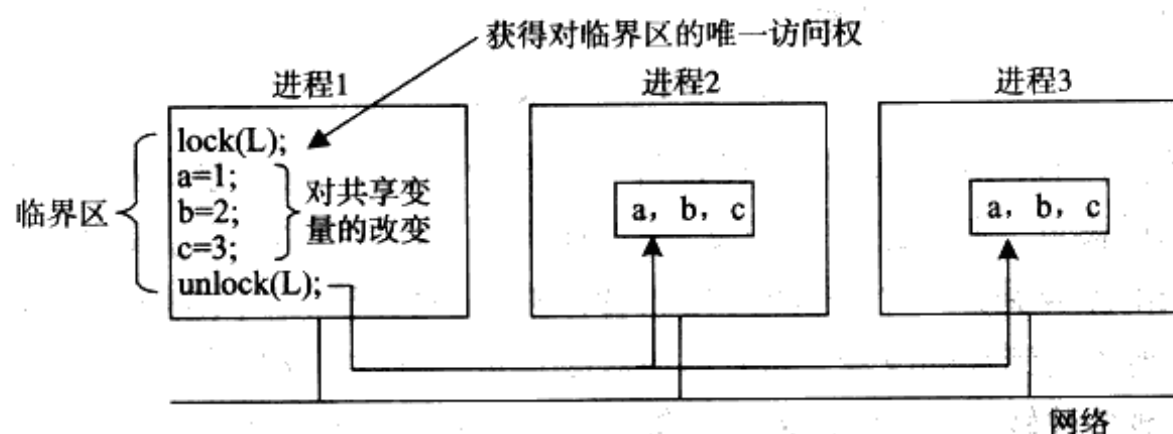 获得对临界区的唯一访问权
进程1
进程2
进程3
lock(L);
a=1;
b=2;
c=3;
unlock(L);
临界区
对共享变
量的改变
a，b，c
a，b，c
网络